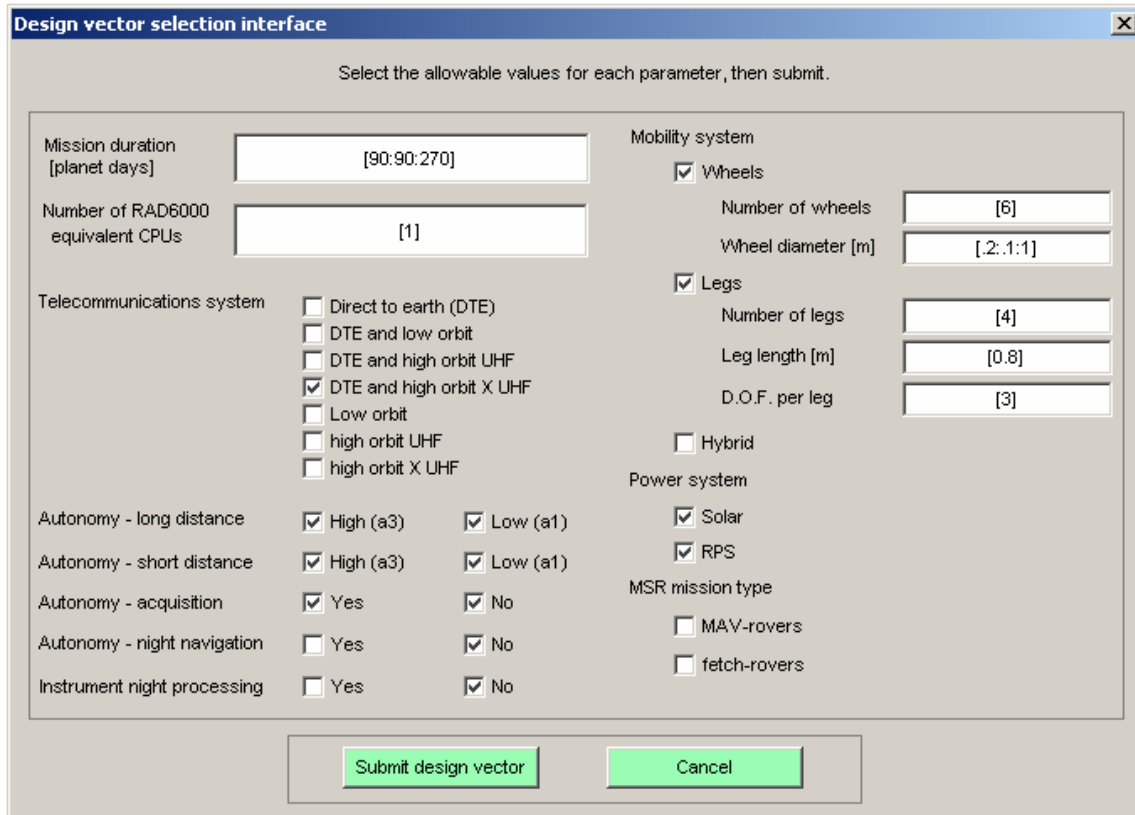 Design vector selection interface
Select the allowable values for each parameter, then submit.
Mission duration
[planet days]
[90:90:270]
Number of RAD6000
equivalent CPUs
[1]
Telecommunications system
Direct to earth (DTE)
DTE and low orbit
DTE and high orbit UHF
DTE and high orbit X UHF
Low orbit
high orbit UHF
high orbit X UHF
Autonomy - long distance
High (a3)
Low (a1)
Autonomy - short distance
High (a3)
Low (a1)
Autonomy - acquisition
Yes
No
Autonomy - night navigation
Yes
No
Instrument night processing
Yes
No
Mobility system
Wheels
Number of wheels
[6]
Wheel diameter [m]
[.2:.1:1]
Legs
Number of legs
[4]
Leg length [m]
[0.8]
D.O.F. per leg
[3]
Hybrid
Power system
Solar
RPS
MSR mission type
MAV-rovers
fetch-rovers
Submit design vector
Cancel